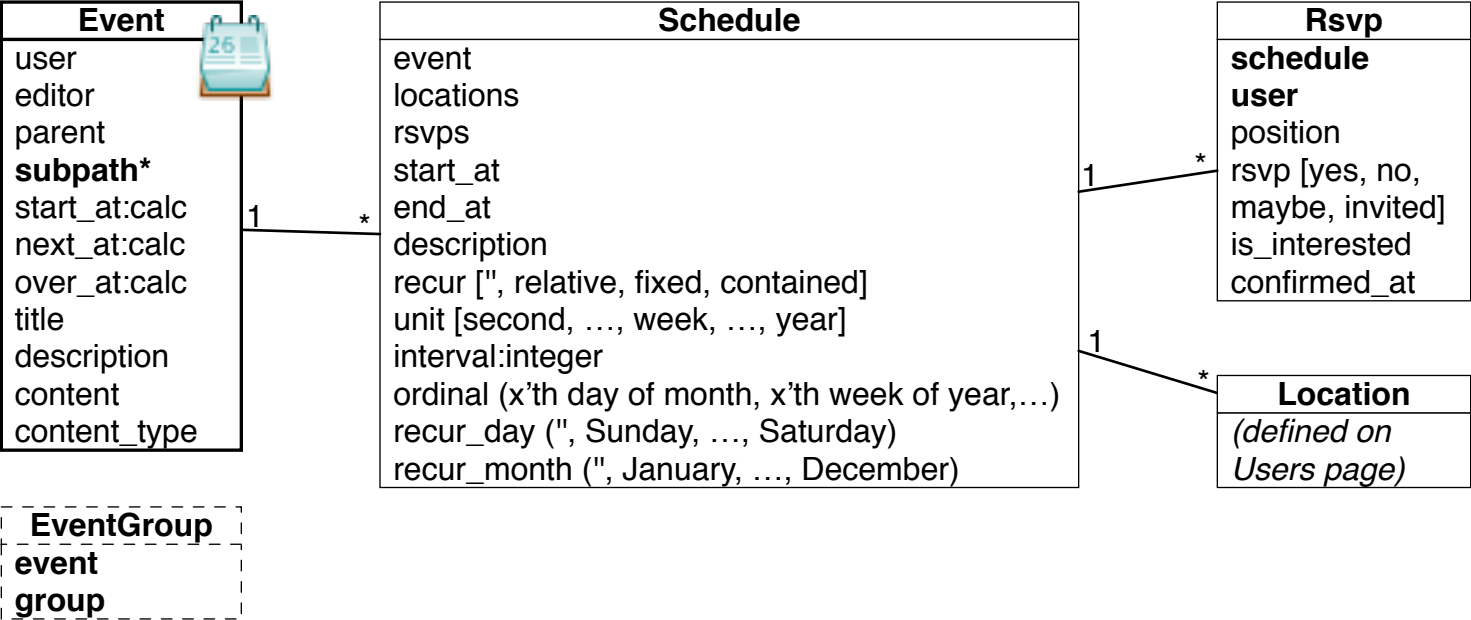 Event
26
user
editor
parent
subpath*
start_at:calc
next_at:calc
over_at:calc
title
description
content
content_type
1
*
Schedule
event
locations
rsvps
start_at
end_at
description
recur ['', relative, fixed, contained]
unit [second, …, week, …, year]
interval:integer
ordinal (x’th day of month, x’th week of year,…)
recur_day ('', Sunday, …, Saturday)
recur_month ('', January, …, December)
1
*
1
*
Rsvp
schedule
user
position
rsvp [yes, no,
maybe, invited]
is_interested
confirmed_at
Location
(defined on
Users page)
EventGroup
event
group